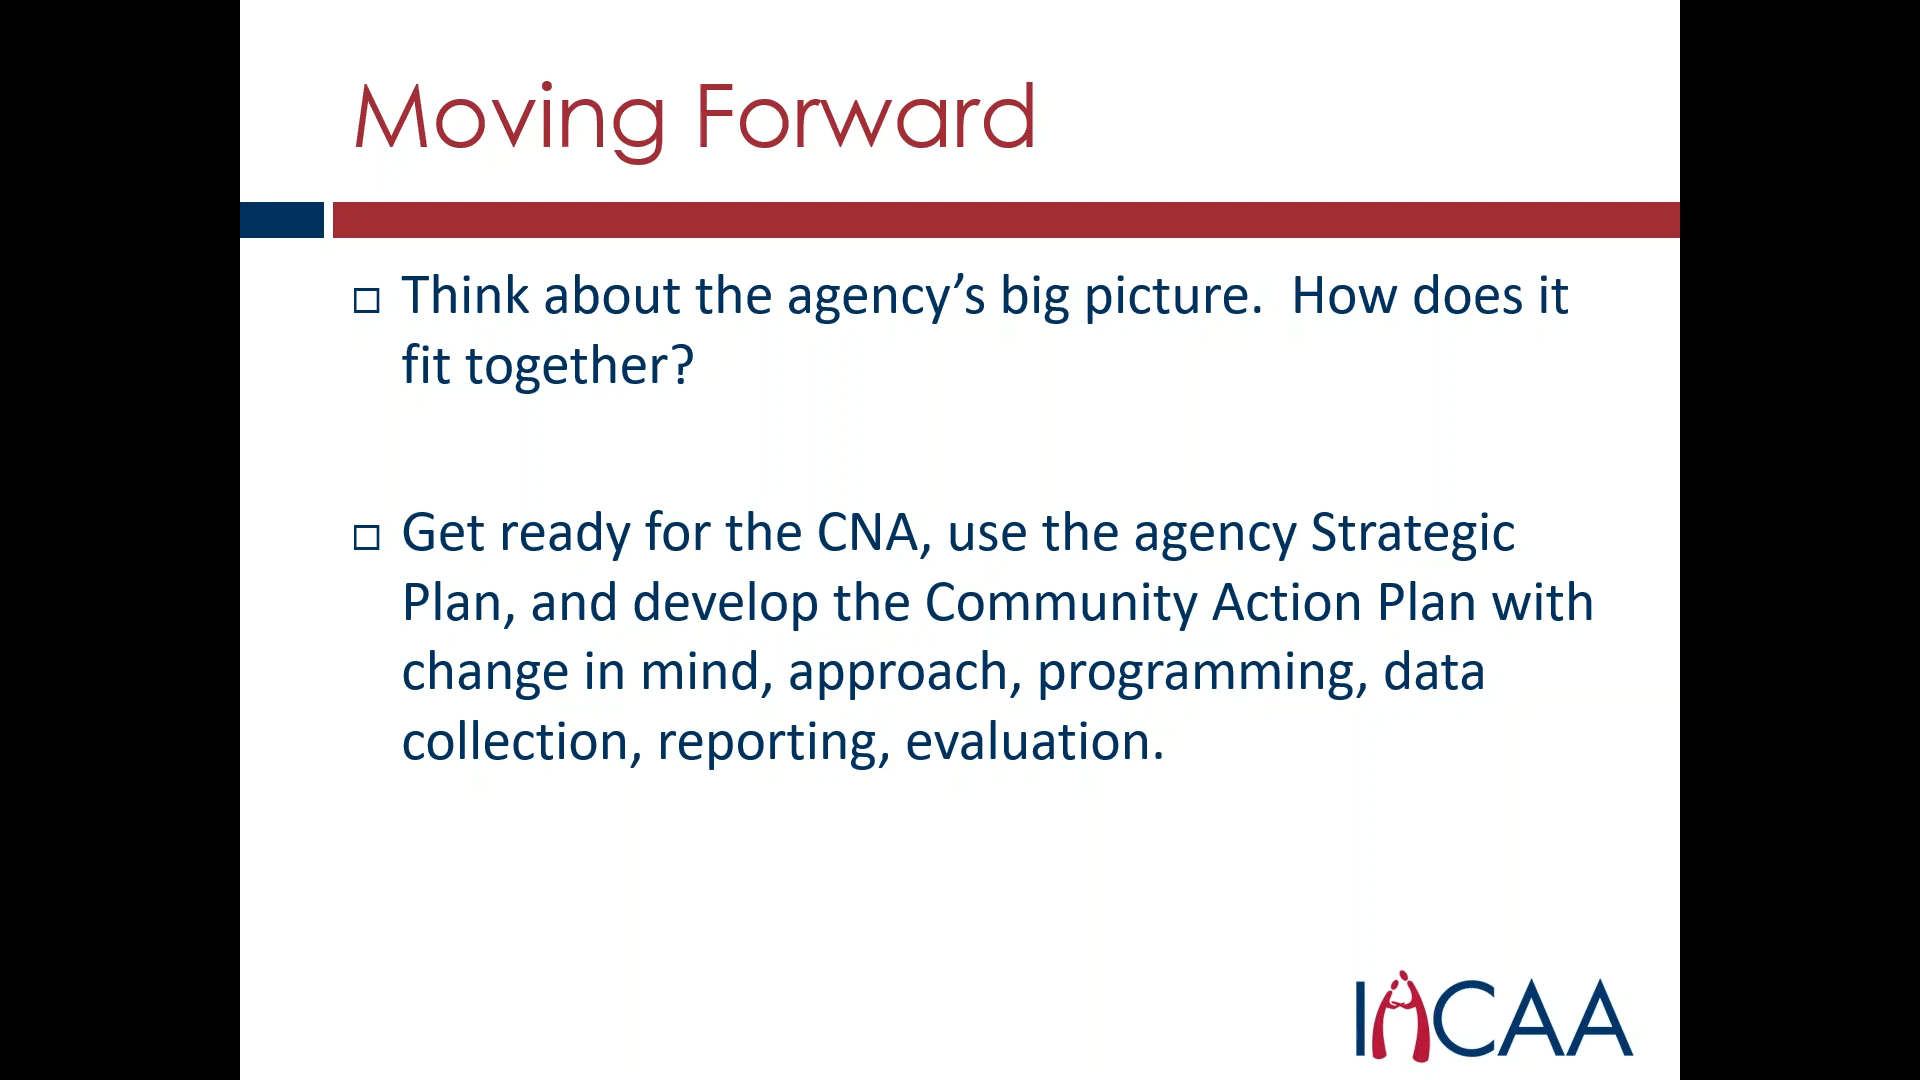 Moving Forward
Think about the agency’s big picture.  How does it
fit together?
Get ready for the CNA, use the agency Strategic
Plan, and develop the Community Action Plan with
change in mind, approach, programming, data
collection, reporting, evaluation.
IACAA